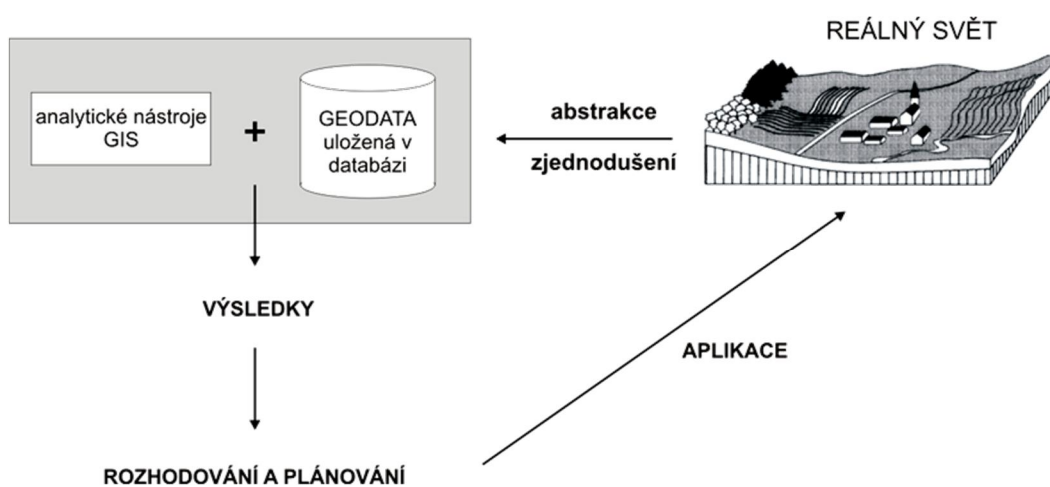 REÁLNÝ SVĚT
analytické nástroje
GIS
+
GEODATA
uložená v
databázi
abstrakce
zjednodušení
VÝSLEDKY
APLIKACE
ROZHODOVÁNÍ A PLÁNOVÁNÍ